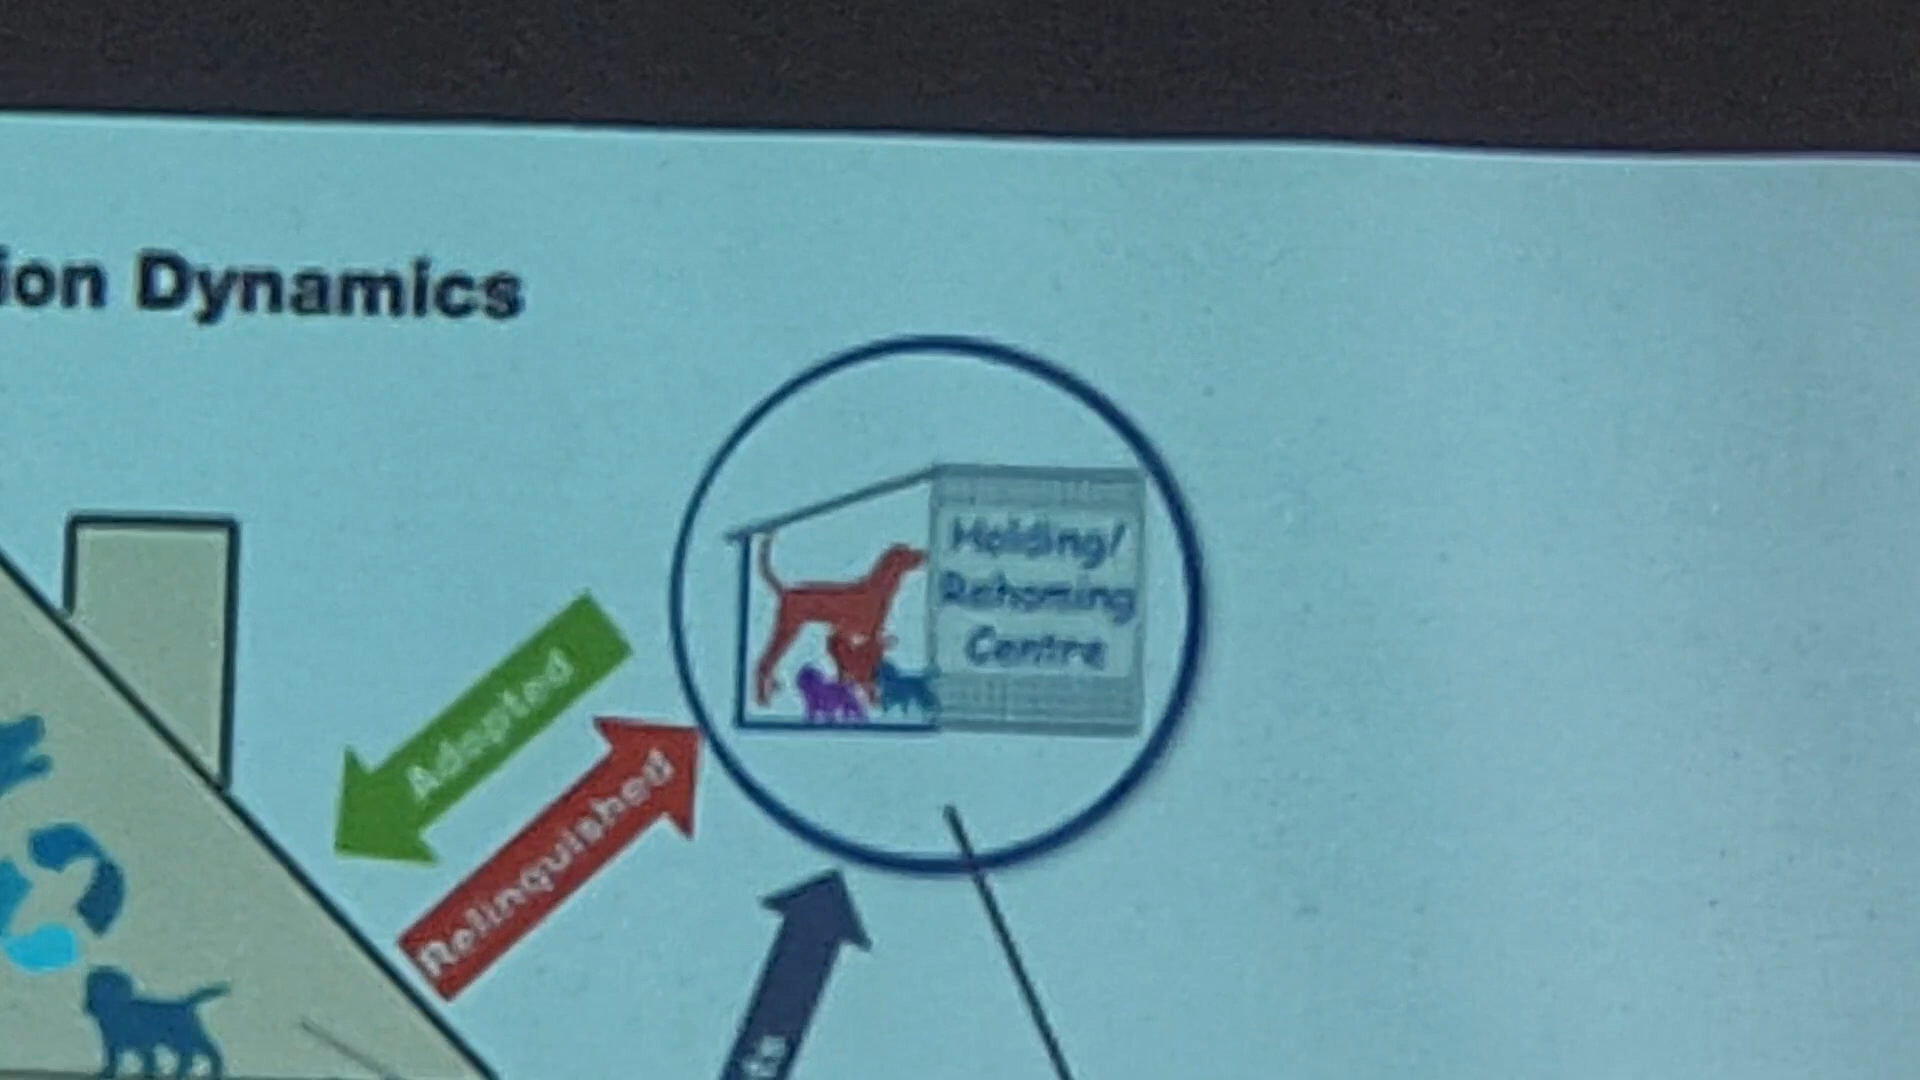 ion Dynamics
Holding/
Rehoming
Centre
Adopted
Relinquished